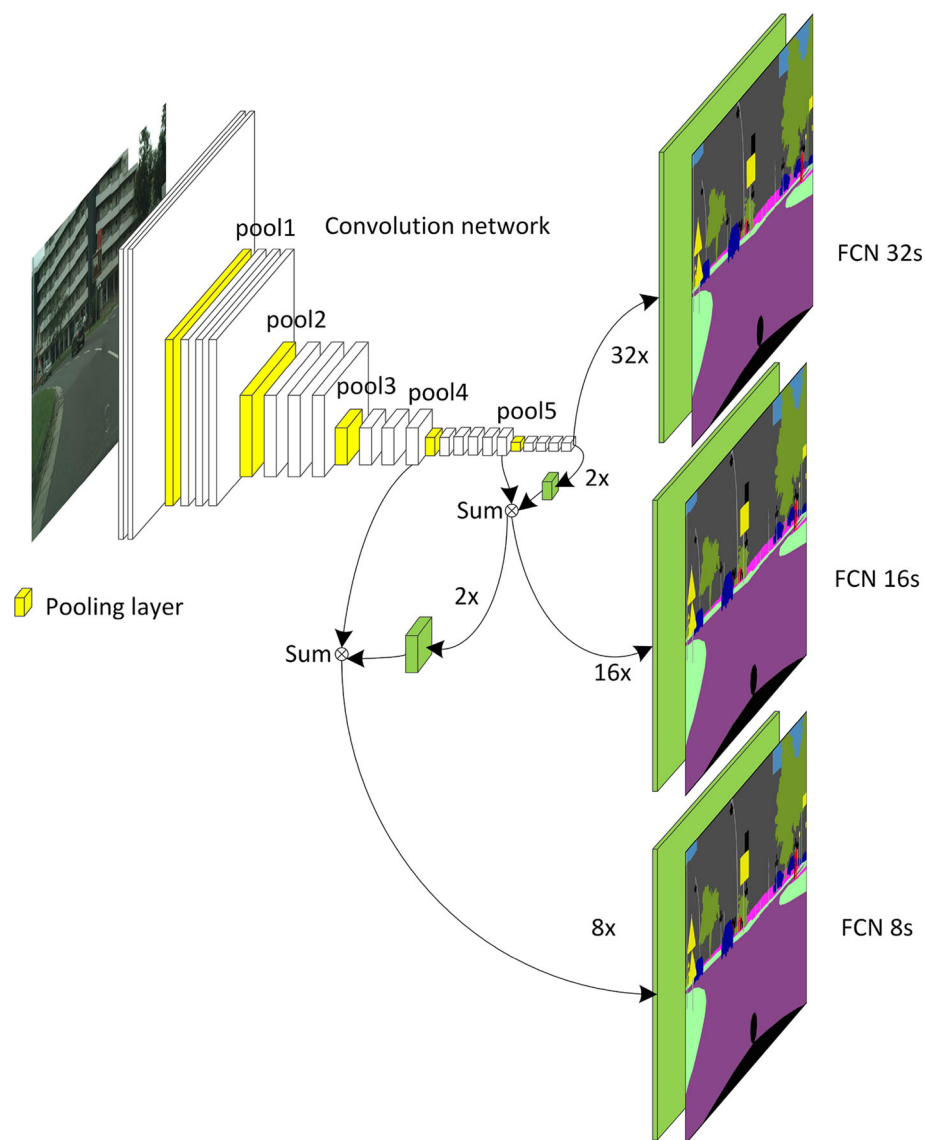 Convolution network
pool1
pool2
pool3
pool4
pool5
FCN 32s
32x
2x
Sum
FCN 16s
2x
Pooling layer
Sum
16x
8x
FCN 8s